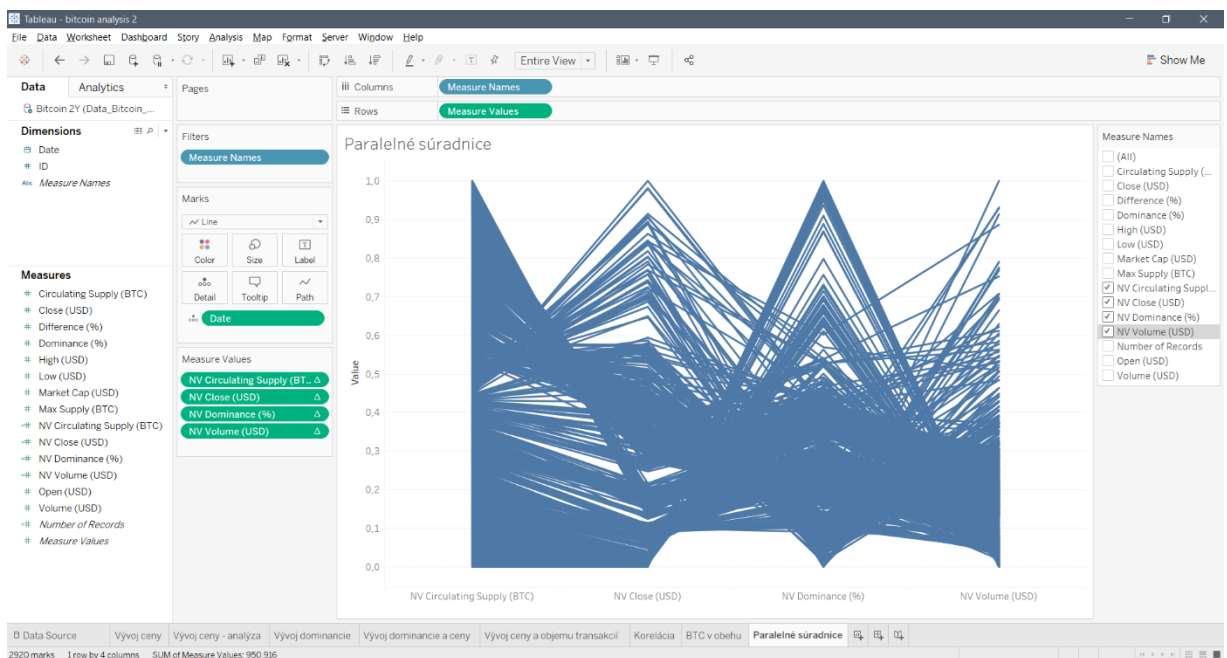 Tableau - bitcoin analysis 2
File Data Worksheet Dashboard Story Analysis Map Format Server Window Help
Entire View
Show Me
Data Analytics
Bitcoin 2Y (Data_Bitcoin_...
Dimensions
Date
# ID
Abc Measure Names
Measures
# Circulating Supply (BTC)
# Close (USD)
# Difference (%)
# Dominance (%)
# High (USD)
# Low (USD)
# Market Cap (USD)
# Max Supply (BTC)
=# NV Circulating Supply (BTC)
=# NV Close (USD)
=# NV Dominance (%)
=# NV Volume (USD)
# Open (USD)
# Volume (USD)
=# Number of Records
# Measure Values
Pages
Filters
Measure Names
Marks
Line
Color Size Label
Detail Tooltip Path
Date
Measure Values
NV Circulating Supply (BT..
NV Close (USD)
NV Dominance (%)
NV Volume (USD)
Columns Measure Names
Rows Measure Values
Paralelné súradnice
1,0
0,9
0,8
0,7
0,6
0,5
0,4
0,3
0,2
0,1
0,0
Value
NV Circulating Supply (BTC) NV Close (USD) NV Dominance (%) NV Volume (USD)
Measure Names
(All)
Circulating Supply (...
Close (USD)
Difference (%)
Dominance (%)
High (USD)
Low (USD)
Market Cap (USD)
Max Supply (BTC)
NV Circulating Suppl...
NV Close (USD)
NV Dominance (%)
NV Volume (USD)
Number of Records
Open (USD)
Volume (USD)
Data Source Vývoj ceny Vývoj ceny - analýza Vývoj dominancie Vývoj dominancie a ceny Vývoj ceny a objemu transakcií Korelácia BTC v obehu Paralelné súradnice
2920 marks 1 row by 4 columns SUM of Measure Values: 950.916